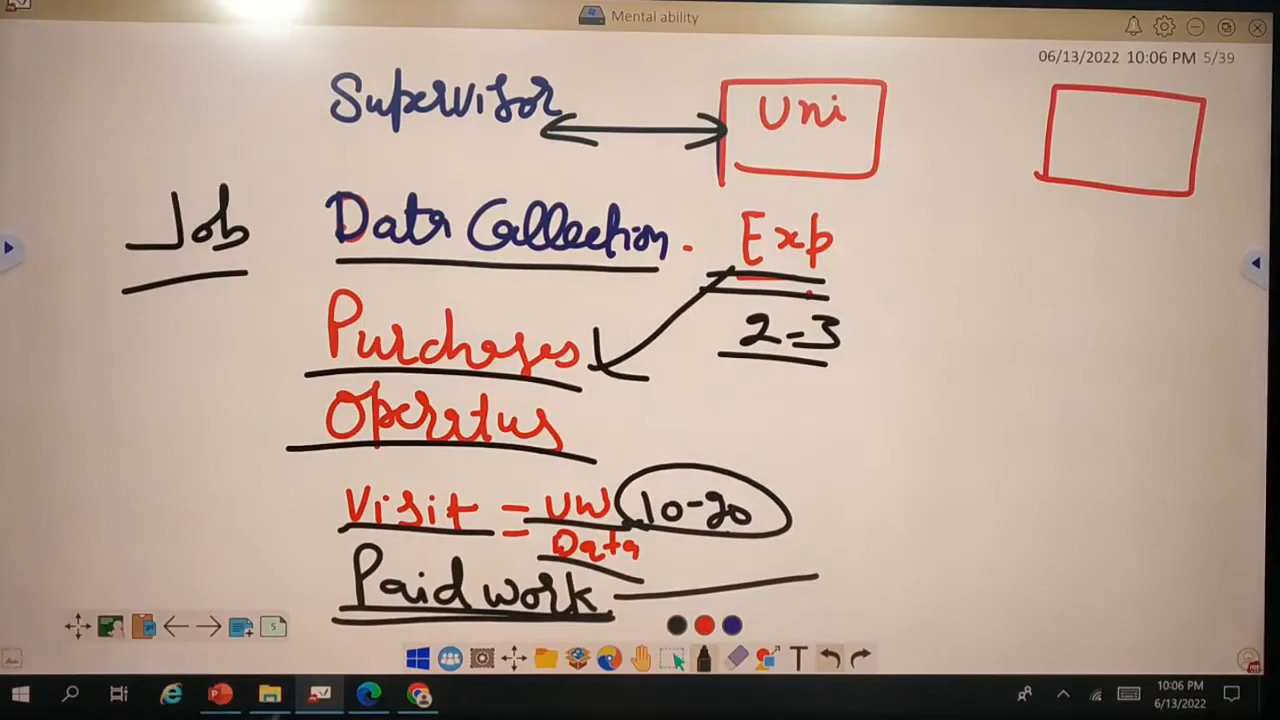 Mental ability
06/13/2022 10:06 PM 5/39
Supervisor
Uni
Job
Data Collection.
Exp
2-3
Purchases
Operatus
Visit = UW 10-20
Data
Paid work
5
T
10:06 PM
6/13/2022